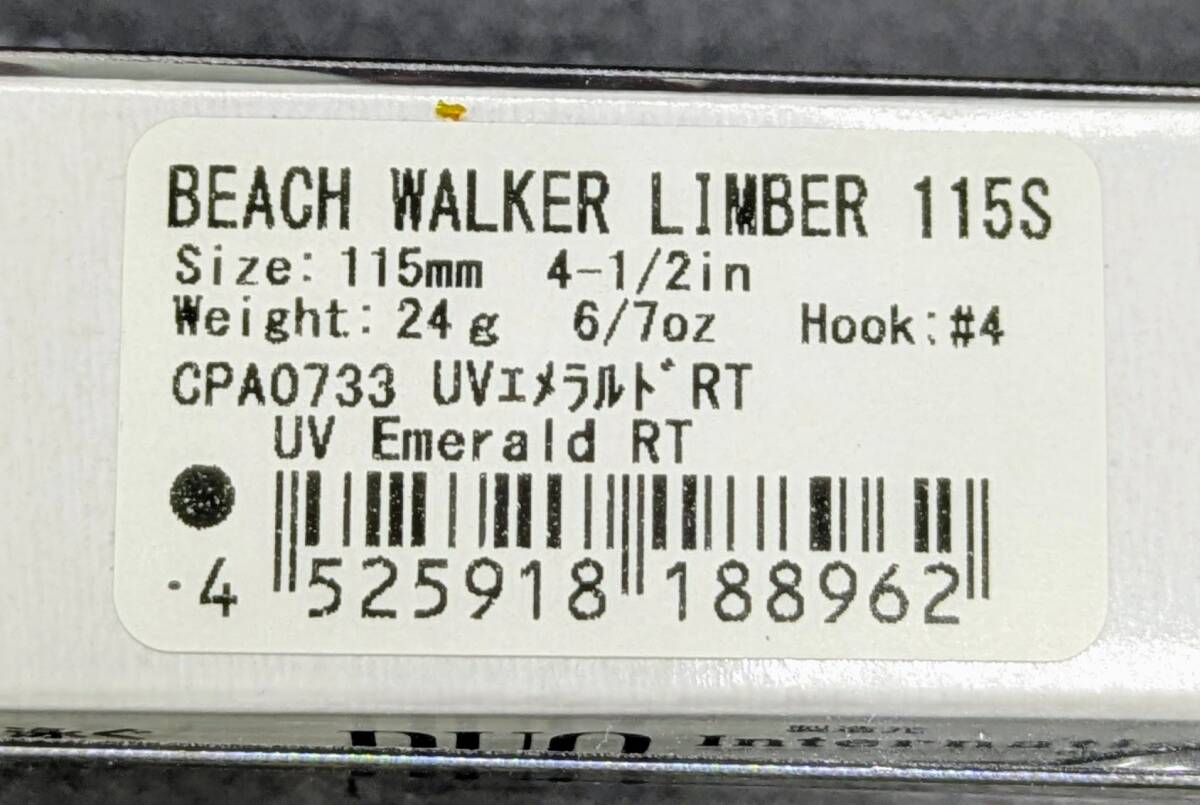 BEACH WALKER LIMBER 115S
Size: 115mm 4-1/2in
Weight: 24g 6/7oz Hook:#4
CPA0733 UVｴﾒﾗﾙﾄﾞRT
UV Emerald RT
4 525918 188962
DUO